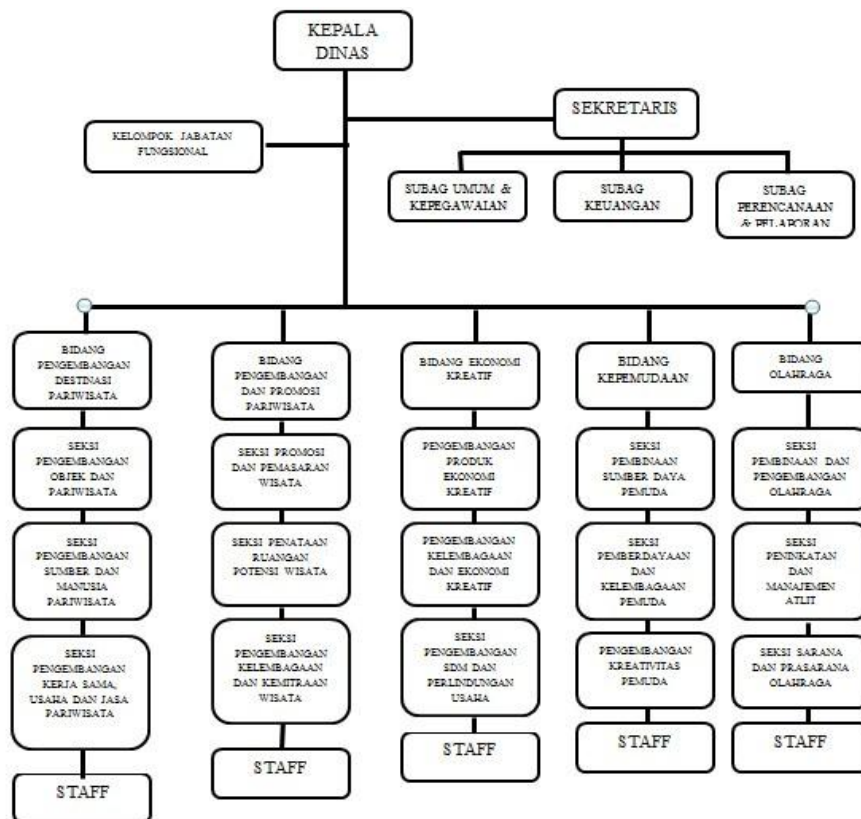 KEPALA
DINAS
SEKRETARIS
KELOMPOK JABATAN
FUNGSIONAL
SUBAG UMUM &
KEPEGAWAIAN
SUBAG
KEUANGAN
SUBAG
PERENCANAAN
& PELAPORAN
BIDANG
PENGEMBANGAN
DESTINASI
PARIWISATA
SEKSI
PENGEMBANGAN
OBJEK DAN
PARIWISATA
SEKSI
PENGEMBANGAN
SUMBER DAN
MANUSIA
PARIWISATA
SEKSI
PENGEMBANGAN
KERJA SAMA,
USAHA DAN JASA
PARIWISATA
STAFF
BIDANG
PENGEMBANGAN
DAN PROMOSI
PARIWISATA
SEKSI PROMOSI
DAN PEMASARAN
WISATA
SEKSI PENATAAN
RUANGAN
POTENSI WISATA
SEKSI
PENGEMBANGAN
KELEMBAGAAN
DAN KEMITRAAN
WISATA
STAFF
BIDANG EKONOMI
KREATIF
PENGEMBANGAN
PRODUK
EKONOMI
KREATIF
PENGEMBANGAN
KELEMBAGAAN
DAN EKONOMI
KREATIF
SEKSI
PENGEMBANGAN
SDM DAN
PERLINDUNGAN
USAHA
STAFF
BIDANG
KEPEMUDAAN
SEKSI
PEMBINAAN
SUMBER DAYA
PEMUDA
SEKSI
PEMBERDAYAAN
DAN
KELEMBAGAAN
PEMUDA
PENGEMBANGAN
KREATIVITAS
PEMUDA
STAFF
BIDANG
OLAHRAGA
SEKSI
PEMBINAAN DAN
PENGEMBANGAN
OLAHRAGA
SEKSI
PENINKATAN
DAN
MANAJEMEN
ATLIT
SEKSI SARANA
DAN PRASARANA
OLAHRAGA
STAFF